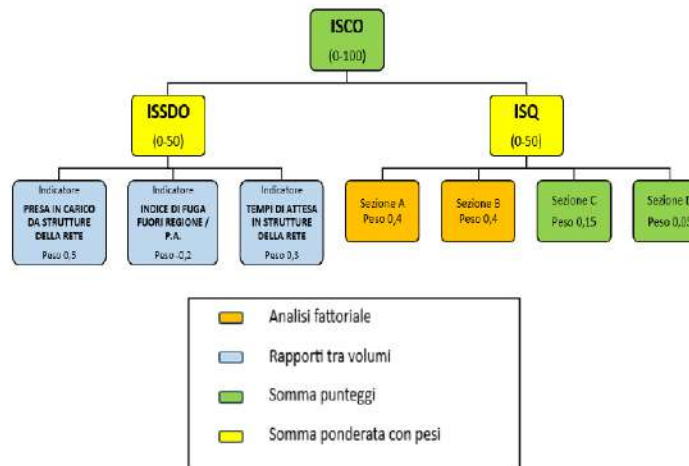 ISCO
(0-100)
ISSDO
(0-50)
ISQ
(0-50)
Indicatore
PRESA IN CARICO
DA STRUTTURE
DELLA RETE
Peso 0,5
Indicatore
INDICE DI FUGA
FUORI REGIONE /
P.A.
Peso -0,2
Indicatore
TEMPI DI ATTESA
IN STRUTTURE
DELLA RETE
Peso 0,3
Sezione A
Peso 0,4
Sezione B
Peso 0,4
Sezione C
Peso 0,15
Sezione
Peso
Analisi fattoriale
Rapporti tra volumi
Somma punteggi
Somma ponderata con pesi